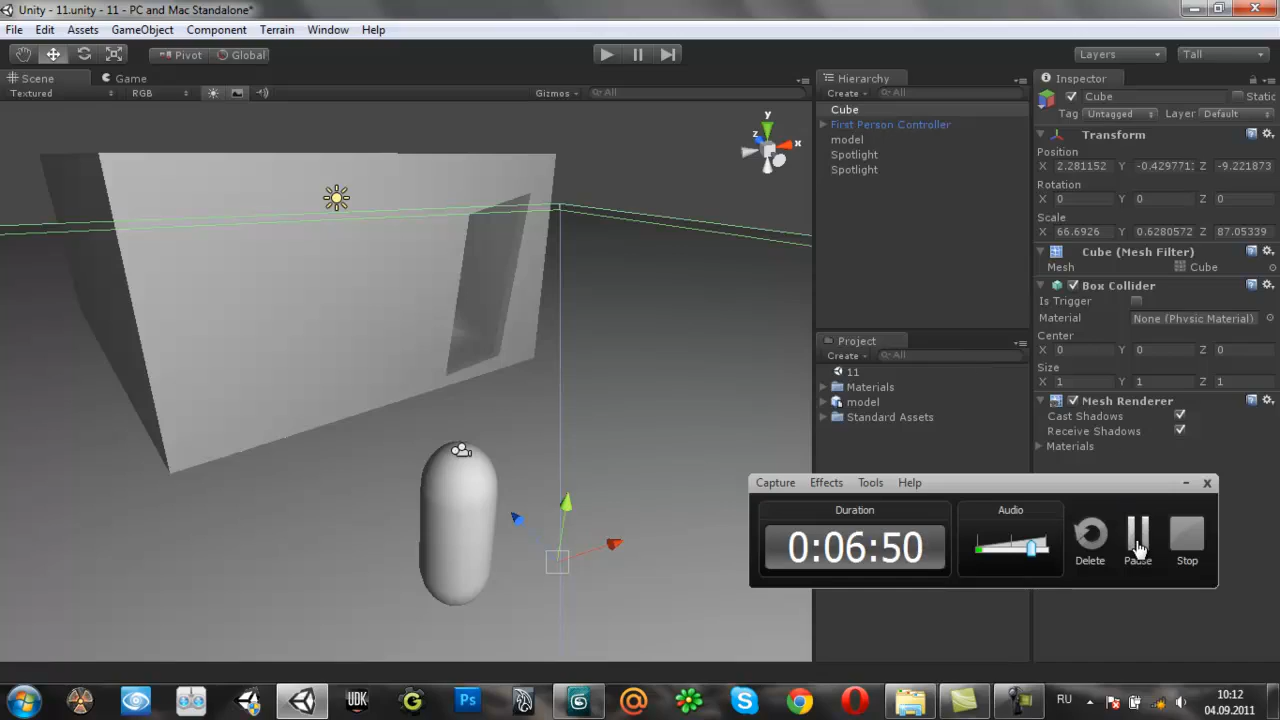 Unity - 11.unity - 11 - PC and Mac Standalone*
File Edit Assets GameObject Component Terrain Window Help
Pivot Global Layers Tall
Scene Game
Textured RGB Gizmos All
y
z
x
Hierarchy
Create All
Cube
First Person Controller
model
Spotlight
Spotlight
Project
Create All
11
Materials
model
Standard Assets
Inspector
Cube Static
Tag Untagged Layer Default
Transform
Position
X 2.281152 Y -0.429771 Z -9.221873
Rotation
X 0 Y 0 Z 0
Scale
X 66.6926 Y 0.6280572 Z 87.05339
Cube (Mesh Filter)
Mesh Cube
Box Collider
Is Trigger
Material None (Physic Material)
Center
X 0 Y 0 Z 0
Size
X 1 Y 1 Z 1
Mesh Renderer
Cast Shadows
Receive Shadows
Materials
Capture Effects Tools Help
Duration
0:06:50
Audio
Delete Pause Stop
UDK Ps RU
10:12
04.09.2011